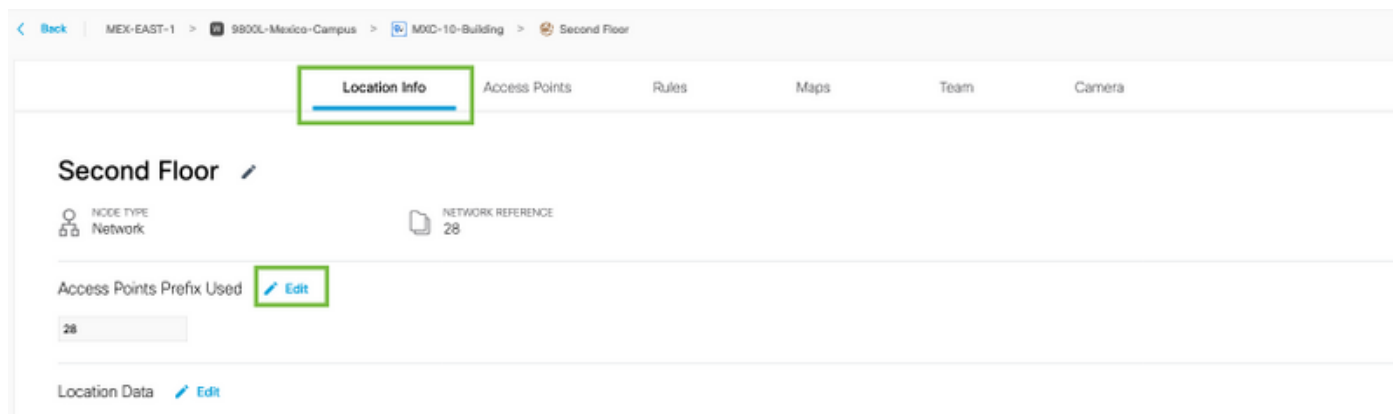 Back MEX-EAST-1 > 9800L-Mexico-Campus > MXC-10-Building > Second Floor
Location Info Access Points Rules Maps Team Camera
Second Floor
NODE TYPE NETWORK REFERENCE
Network 28
Access Points Prefix Used Edit
28
Location Data Edit